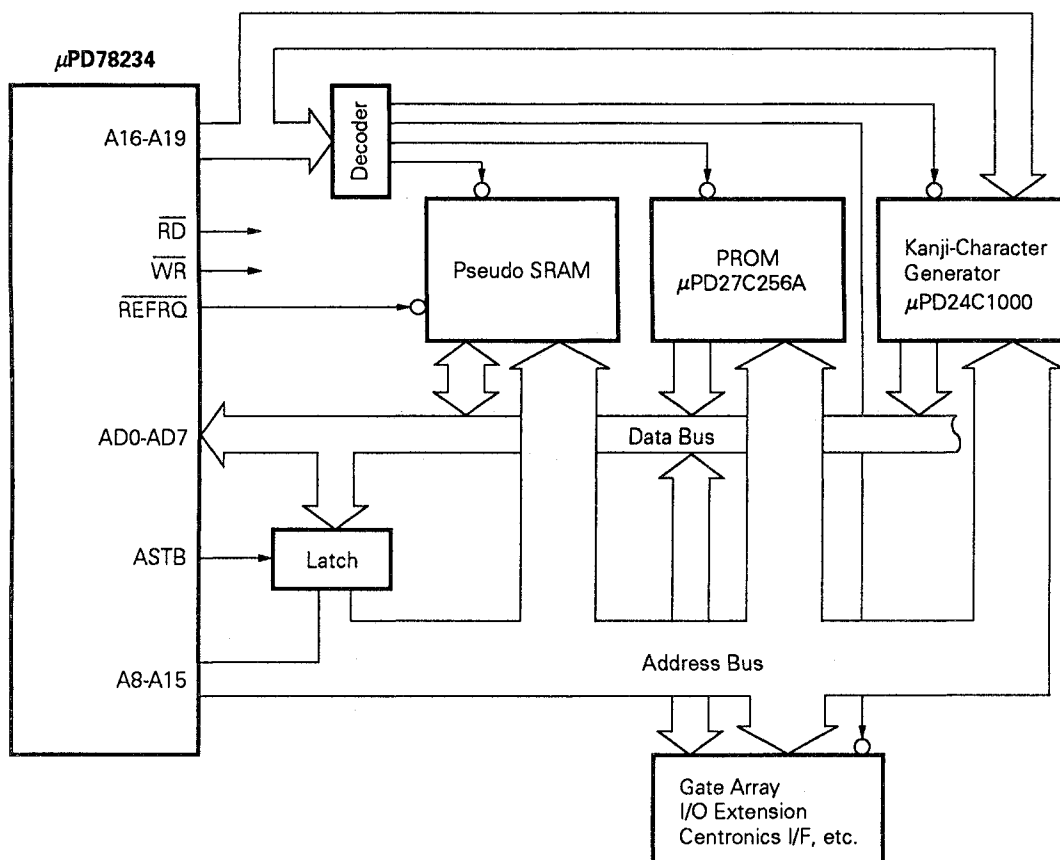 μPD78234
A16-A19
Decoder
RD
WR
REFRQ
Pseudo SRAM
PROM
μPD27C256A
Kanji-Character
Generator
μPD24C1000
AD0-AD7
Data Bus
ASTB
Latch
A8-A15
Address Bus
Gate Array
I/O Extension
Centronics I/F, etc.